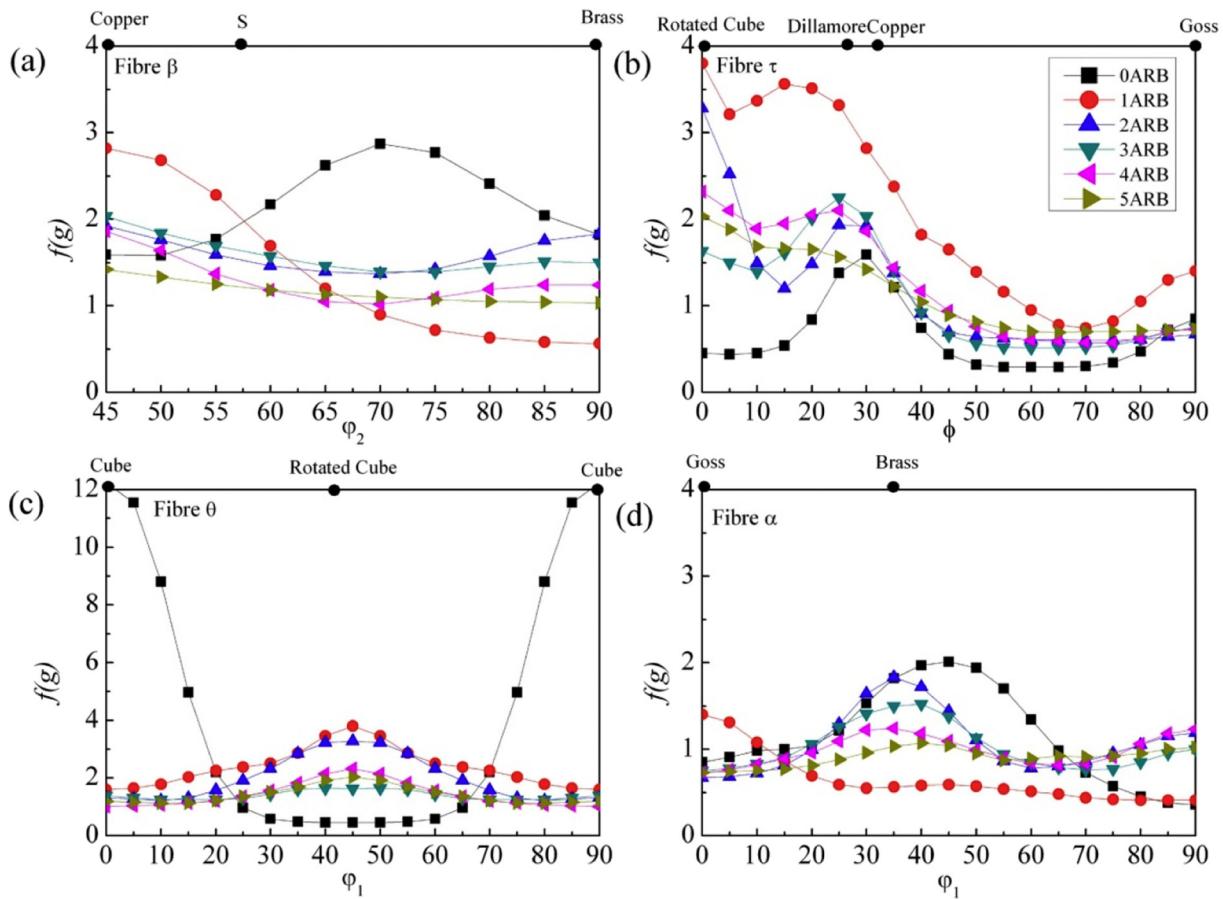 Copper S Brass
(a) Fibre β
4
3
2
1
0
f(g)
45 50 55 60 65 70 75 80 85 90
φ2
Rotated Cube Dillamore Copper Goss
(b) Fibre τ
4
3
2
1
0
f(g)
0ARB
1ARB
2ARB
3ARB
4ARB
5ARB
0 10 20 30 40 50 60 70 80 90
ϕ
Cube Rotated Cube Cube
(c) Fibre θ
12
10
8
6
4
2
0
f(g)
0 10 20 30 40 50 60 70 80 90
φ1
Goss Brass
(d) Fibre α
4
3
2
1
0
f(g)
0 10 20 30 40 50 60 70 80 90
φ1